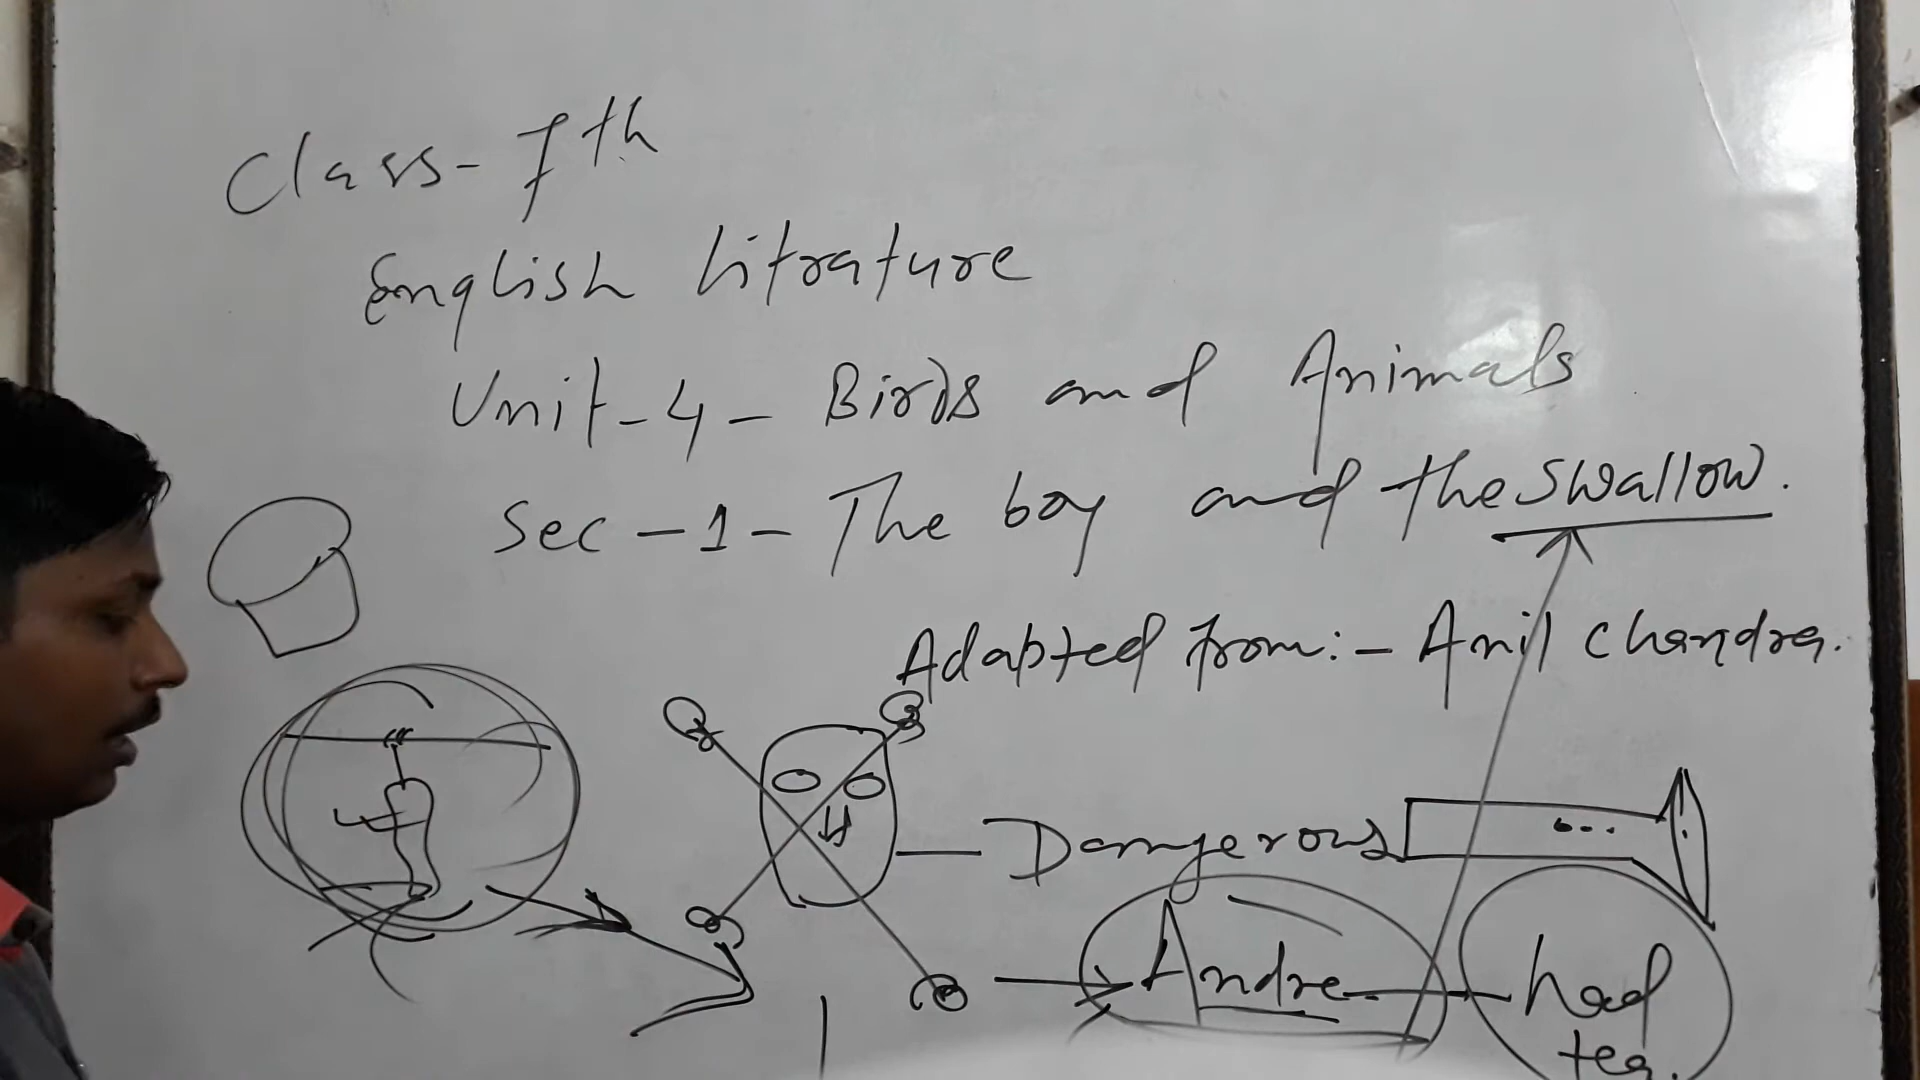 Class-7th
English litrature
Unit-4- Birds and Animals
Sec-1- The boy and the Swallow.
Adapted from:- Anil Chandra.
Dangerous
Andre had
tea.